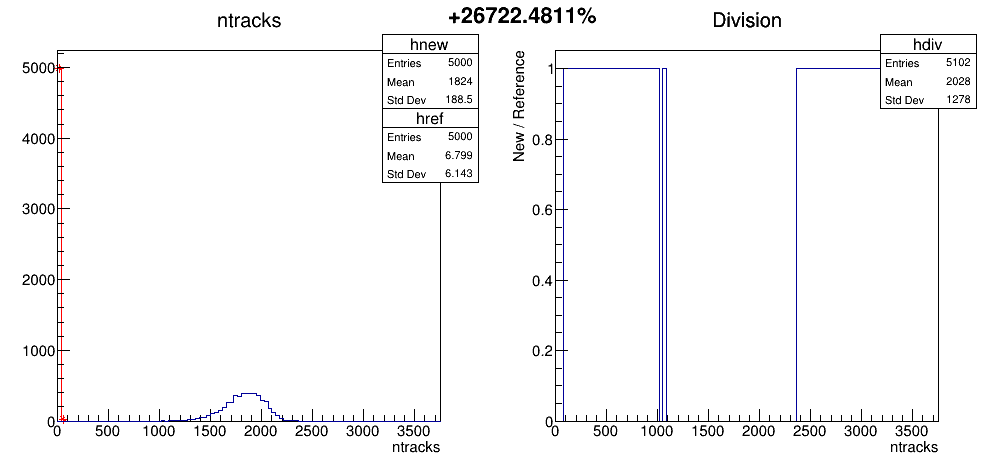 +26722.4811%
ntracks
hnew
Entries 5000
Mean 1824
Std Dev 188.5
href
Entries 5000
Mean 6.799
Std Dev 6.143
5000
4000
3000
2000
1000
0
0 500 1000 1500 2000 2500 3000 3500
ntracks
Division
hdiv
Entries 5102
Mean 2028
Std Dev 1278
New / Reference
1
0.8
0.6
0.4
0.2
0
0 500 1000 1500 2000 2500 3000 3500
ntracks